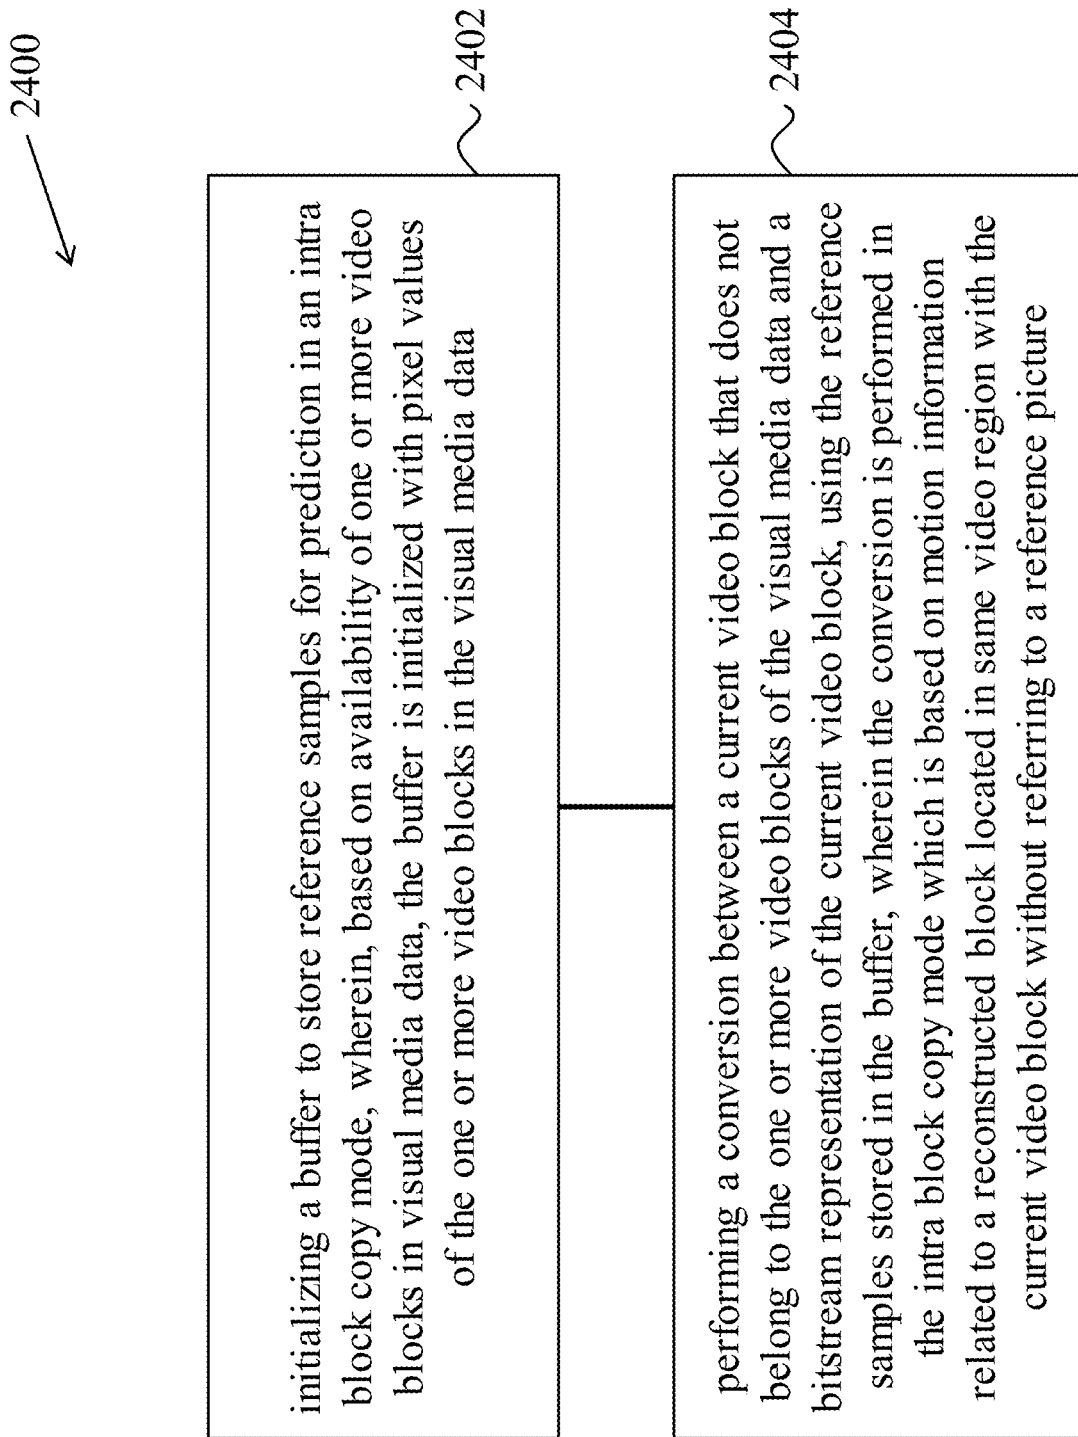 2400
initializing a buffer to store reference samples for prediction in an intra
block copy mode, wherein, based on availability of one or more video
blocks in visual media data, the buffer is initialized with pixel values
of the one or more video blocks in the visual media data
2402
performing a conversion between a current video block that does not
belong to the one or more video blocks of the visual media data and a
bitstream representation of the current video block, using the reference
samples stored in the buffer, wherein the conversion is performed in
the intra block copy mode which is based on motion information
related to a reconstructed block located in same video region with the
current video block without referring to a reference picture
2404